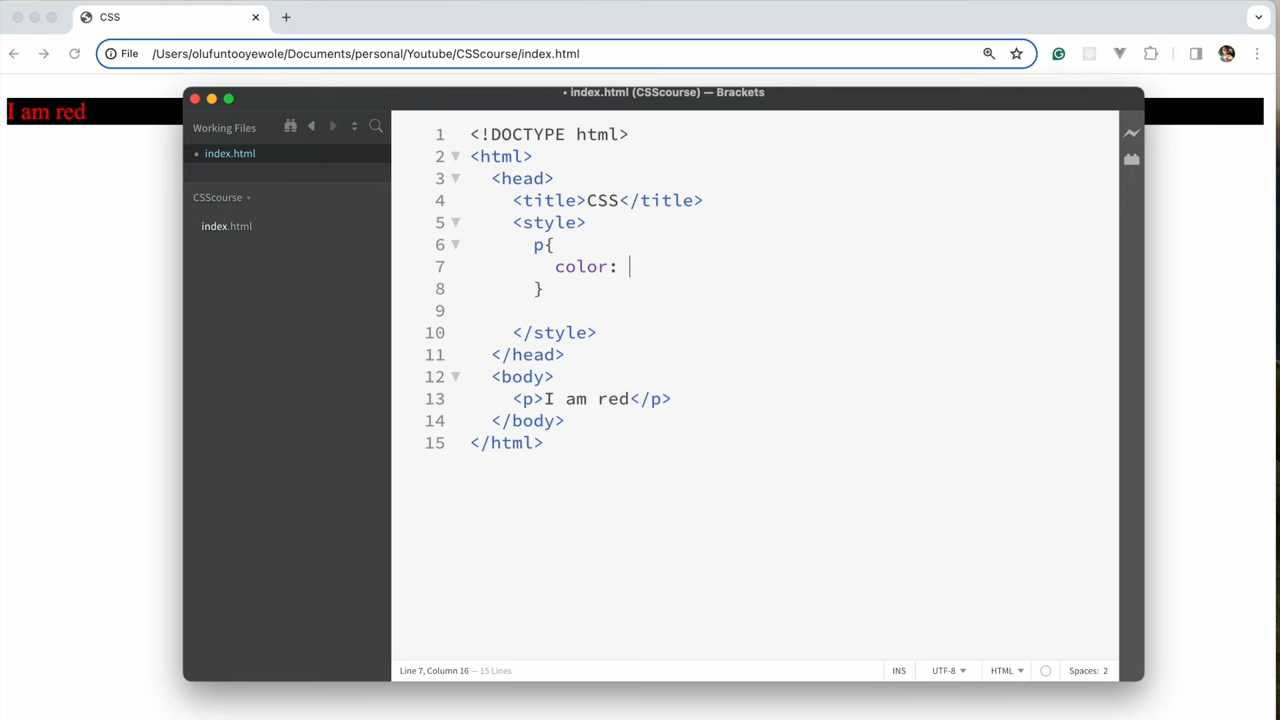 CSS
File /Users/olufuntooyewole/Documents/personal/Youtube/CSScourse/index.html
I am red
• index.html (CSScourse) — Brackets
Working Files
• index.html
CSScourse
index.html
1 <!DOCTYPE html>
2 <html>
3 <head>
4 <title>CSS</title>
5 <style>
6 p{
7 color:
8 }
9
10 </style>
11 </head>
12 <body>
13 <p>I am red</p>
14 </body>
15 </html>
Line 7, Column 16 — 15 Lines
INS UTF-8 HTML Spaces: 2